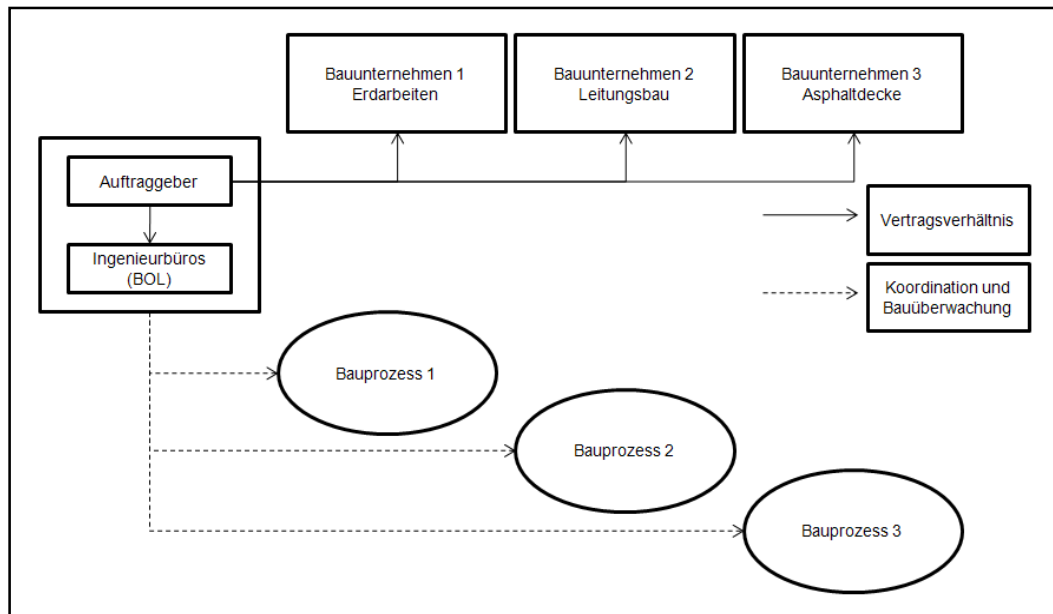 Bauunternehmen 1
Erdarbeiten
Bauunternehmen 2
Leitungsbau
Bauunternehmen 3
Asphaltdecke
Auftraggeber
Ingenieurbüros
(BOL)
Vertragsverhältnis
Koordination und
Bauüberwachung
Bauprozess 1
Bauprozess 2
Bauprozess 3